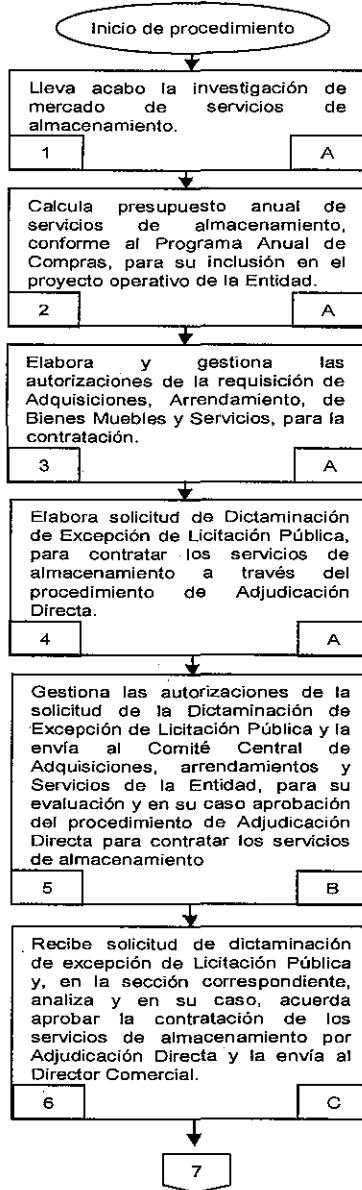 Inicio de procedimiento
Lleva acabo la investigación de
mercado de servicios de
almacenamiento.
1 A
Calcula presupuesto anual de
servicios de almacenamiento,
conforme al Programa Anual de
Compras, para su inclusión en el
proyecto operativo de la Entidad.
2 A
Elabora y gestiona las
autorizaciones de la requisición de
Adquisiciones, Arrendamiento, de
Bienes Muebles y Servicios, para la
contratación.
3 A
Elabora solicitud de Dictaminación
de Excepción de Licitación Pública,
para contratar los servicios de
almacenamiento a través del
procedimiento de Adjudicación
Directa.
4 A
Gestiona las autorizaciones de la
solicitud de la Dictaminación de
Excepción de Licitación Pública y la
envía al Comité Central de
Adquisiciones, arrendamientos y
Servicios de la Entidad, para su
evaluación y en su caso aprobación
del procedimiento de Adjudicación
Directa para contratar los servicios
de almacenamiento
5 B
Recibe solicitud de dictaminación
de excepción de Licitación Pública
y, en la sección correspondiente,
analiza y en su caso, acuerda
aprobar la contratación de los
servicios de almacenamiento por
Adjudicación Directa y la envía al
Director Comercial.
6 C
7